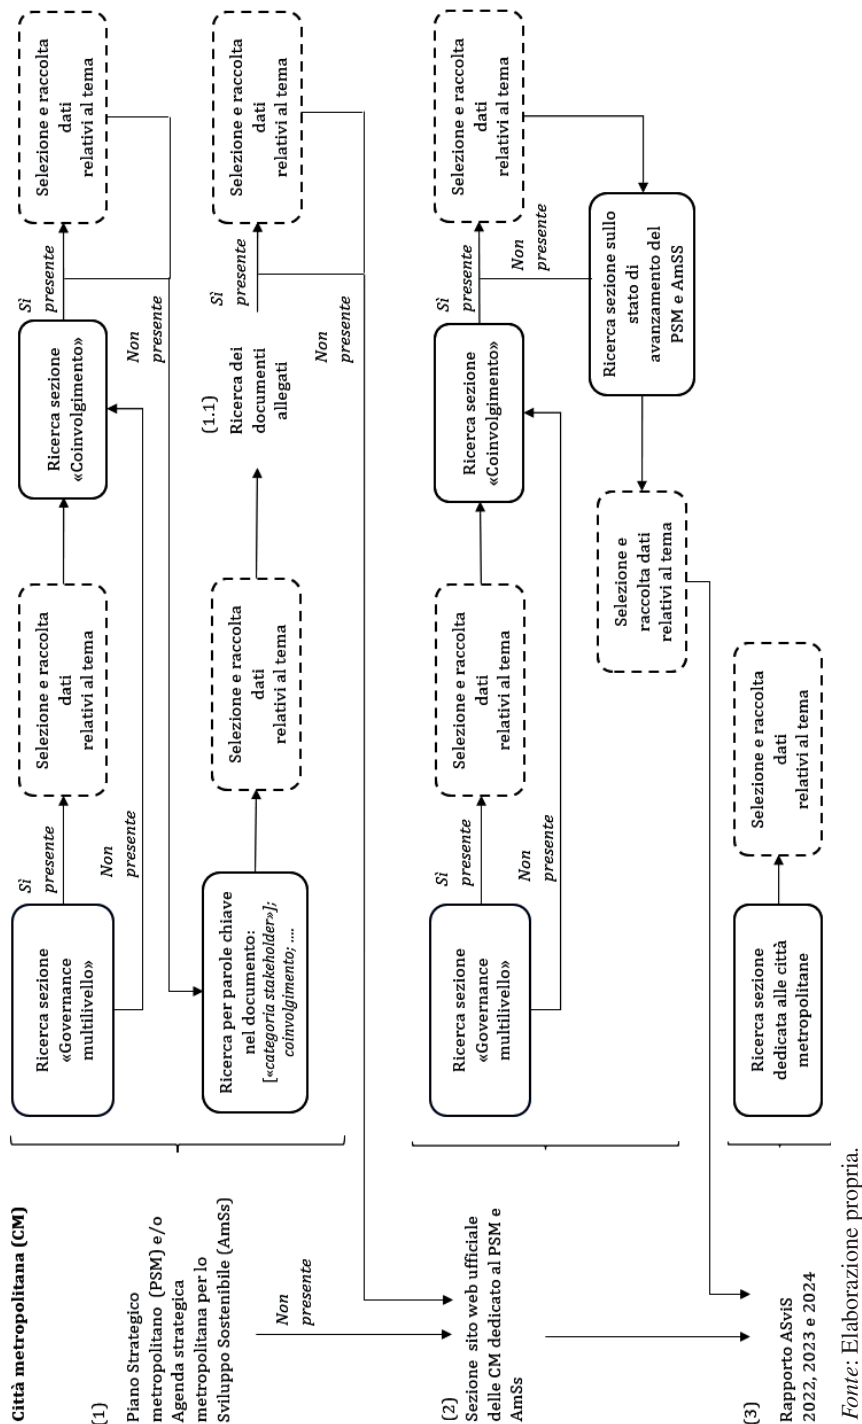 Città metropolitana (CM)
(1)
Piano Strategico
metropolitano (PSM) e/o
Agenda strategica
metropolitana per lo
Sviluppo Sostenibile (AmSs)
Ricerca sezione
«Governance
multilivello»
Sì
presente
Non
presente
Selezione e raccolta
dati
relativi al tema
Ricerca sezione
«Coinvolgimento»
Sì
presente
Non
presente
Selezione e raccolta
dati
relativi al tema
Ricerca per parole chiave
nel documento:
[«categoria stakeholder»];
coinvolgimento; ....
Selezione e raccolta
dati
relativi al tema
(1.1)
Ricerca dei
documenti
allegati
Sì
presente
Non
presente
Selezione e raccolta
dati
relativi al tema
Non
presente
(2)
Sezione sito web ufficiale
delle CM dedicato al PSM e
AmSs
Ricerca sezione
«Governance
multilivello»
Sì
presente
Non
presente
Selezione e raccolta
dati
relativi al tema
Ricerca sezione
«Coinvolgimento»
Sì
presente
Non
presente
Selezione e raccolta
dati
relativi al tema
Ricerca sezione sullo
stato di
avanzamento del
PSM e AmSS
Selezione e
raccolta dati
relativi al tema
(3)
Rapporto ASviS
2022, 2023 e 2024
Ricerca sezione
dedicata alle città
metropolitane
Selezione e raccolta
dati
relativi al tema
Fonte: Elaborazione propria.